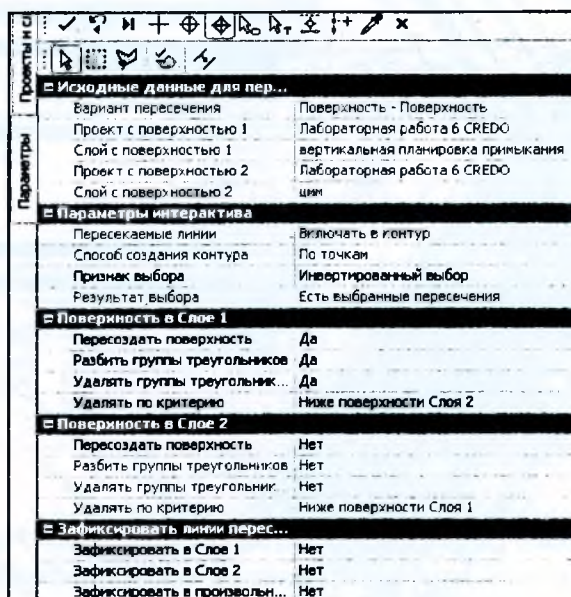 Проекты и сл
Параметры
Исходные данные для пер...
Вариант пересечения Поверхность - Поверхность
Проект с поверхностью 1 Лабораторная работа 6 CREDO
Слой с поверхностью 1 вертикальная планировка примыкания
Проект с поверхностью 2 Лабораторная работа 6 CREDO
Слой с поверхностью 2 цмм
Параметры интерактива
Пересекаемые линии Включать в контур
Способ создания контура По точкам
Признак выбора Инвертированный выбор
Результат выбора Есть выбранные пересечения
Поверхность в Слое 1
Пересоздать поверхность Да
Разбить группы треугольников Да
Удалять группы треугольник... Да
Удалять по критерию Ниже поверхности Слоя 2
Поверхность в Слое 2
Пересоздать поверхность Нет
Разбить группы треугольников Нет
Удалять группы треугольник... Нет
Удалять по критерию Ниже поверхности Слоя 1
Зафиксировать линии перес...
Зафиксировать в Слое 1 Нет
Зафиксировать в Слое 2 Нет
Зафиксировать в произвольн... Нет